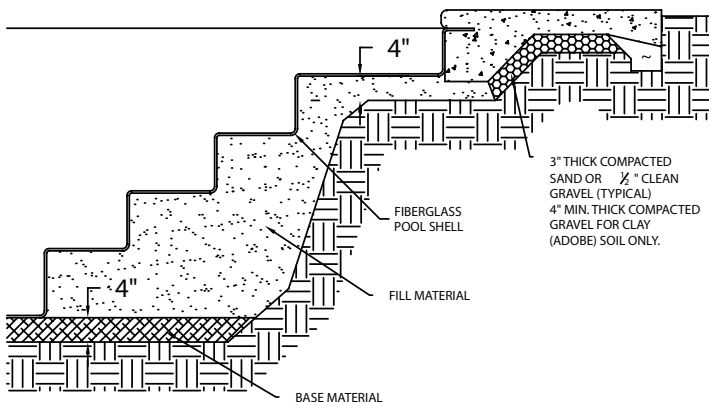 4"
3" THICK COMPACTED
SAND OR ½ " CLEAN
GRAVEL (TYPICAL)
4" MIN. THICK COMPACTED
GRAVEL FOR CLAY
(ADOBE) SOIL ONLY.
FIBERGLASS
POOL SHELL
4"
FILL MATERIAL
BASE MATERIAL